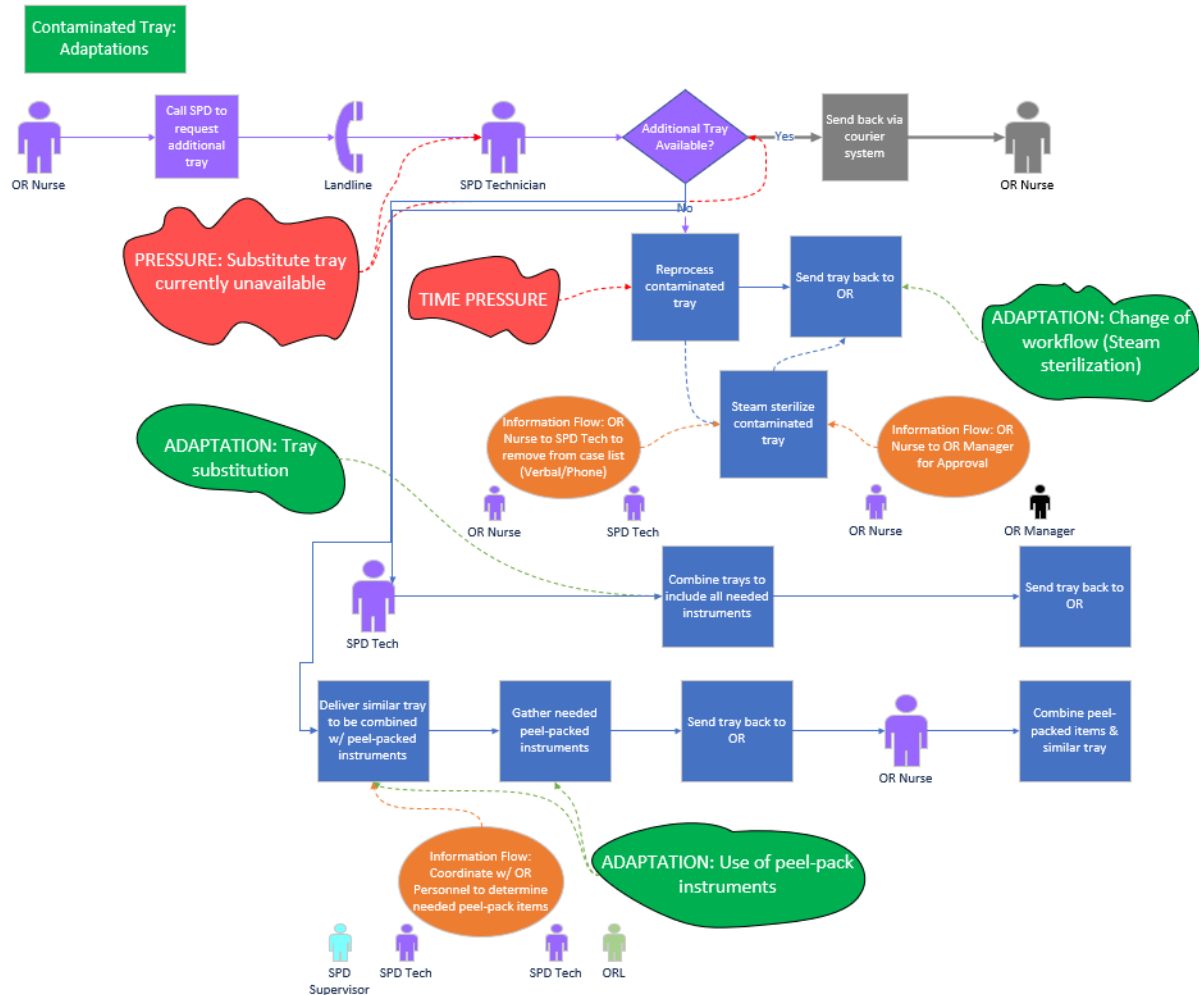 Contaminated Tray:
Adaptations
Call SPD to
request
additional
tray
Additional Tray
Available?
Yes
Send back via
courier
system
OR Nurse
Landline
SPD Technician
OR Nurse
No
PRESSURE: Substitute tray
currently unavailable
TIME PRESSURE
Reprocess
contaminated
tray
Send tray back to
OR
ADAPTATION: Change of
workflow (Steam
sterilization)
ADAPTATION: Tray
substitution
Information Flow: OR
Nurse to SPD Tech to
remove from case list
(Verbal/Phone)
Steam sterilize
contaminated
tray
Information Flow: OR
Nurse to OR Manager
for Approval
OR Nurse
SPD Tech
OR Nurse
OR Manager
SPD Tech
Combine trays to
include all needed
instruments
Send tray back to
OR
Deliver similar tray
to be combined
w/ peel-packed
instruments
Gather needed
peel-packed
instruments
Send tray back to
OR
OR Nurse
Combine peel-
packed items &
similar tray
Information Flow:
Coordinate w/ OR
Personnel to determine
needed peel-pack items
ADAPTATION: Use of peel-pack
instruments
SPD
Supervisor
SPD Tech
SPD Tech
ORL